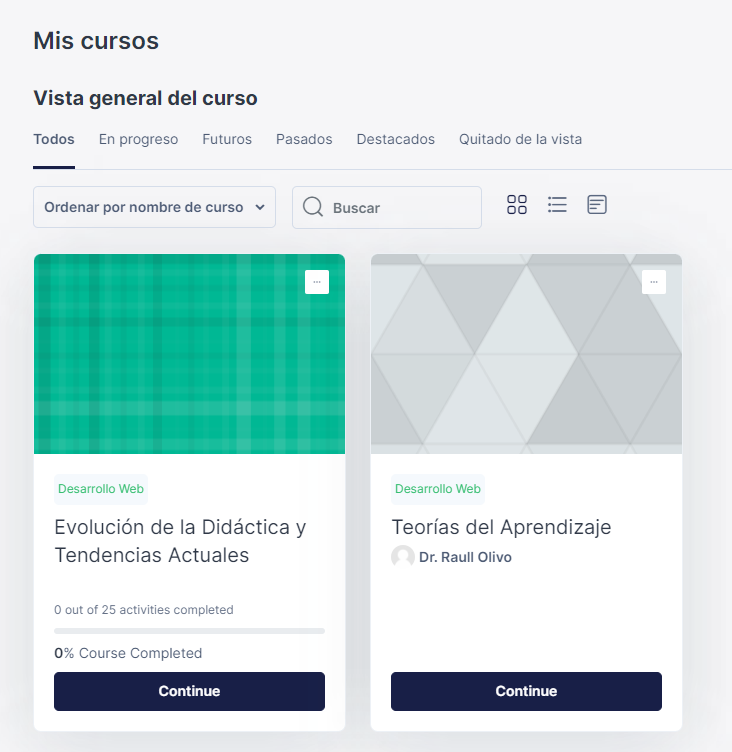 Mis cursos
Vista general del curso
Todos En progreso Futuros Pasados Destacados Quitado de la vista
Ordenar por nombre de curso Buscar
...
...
Desarrollo Web
Evolución de la Didáctica y
Tendencias Actuales
0 out of 25 activities completed
0% Course Completed
Continue
Desarrollo Web
Teorías del Aprendizaje
Dr. Raull Olivo
Continue